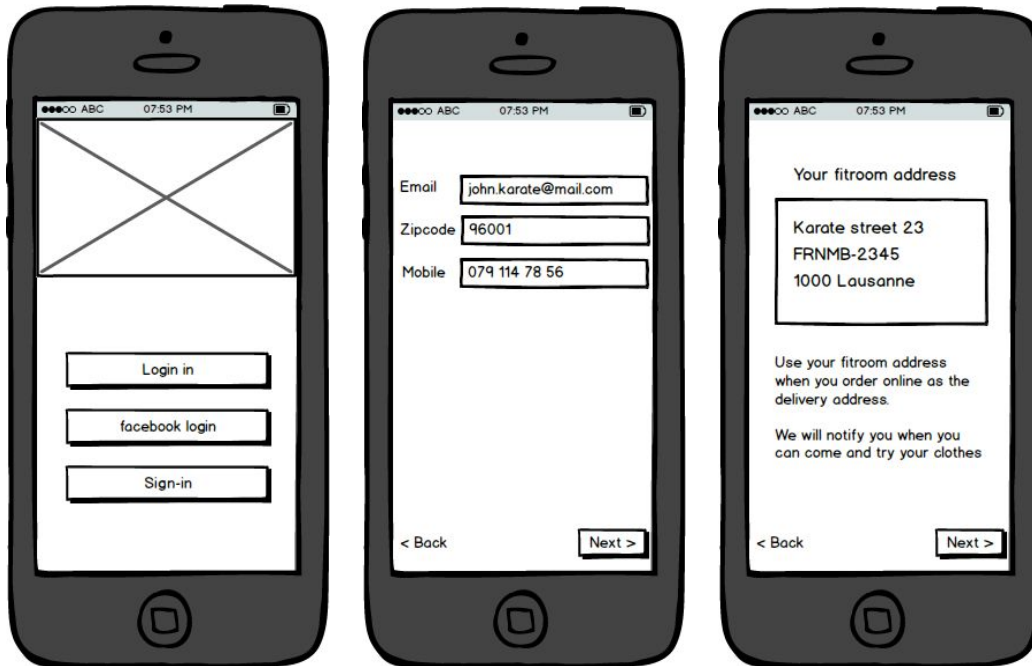 ABC 07:53 PM
Login in
facebook login
Sign-in
ABC 07:53 PM
Email john.karate@mail.com
Zipcode 96001
Mobile 079 114 78 56
< Back Next >
ABC 07:53 PM
Your fitroom address
Karate street 23
FRNMB-2345
1000 Lausanne
Use your fitroom address
when you order online as the
delivery address.
We will notify you when you
can come and try your clothes
< Back Next >